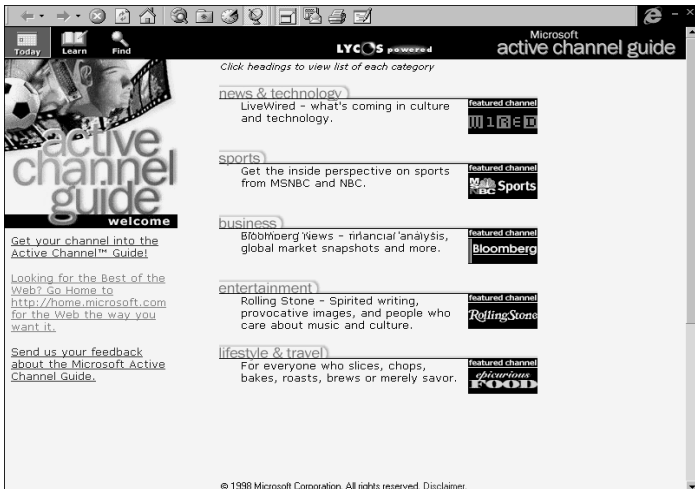 Today Learn Find
LYCOS powered
Microsoft
active channel guide
active
channel
guide
welcome
Get your channel into the
Active Channel™ Guide!
Looking for the Best of the
Web? Go Home to
http://home.microsoft.com
for the Web the way you
want it.
Send us your feedback
about the Microsoft Active
Channel Guide.
Click headings to view list of each category
news & technology
LiveWired - what's coming in culture
and technology.
featured channel
WIRED
sports
Get the inside perspective on sports
from MSNBC and NBC.
featured channel
MSNBC Sports
business
Bloomberg News - financial analysis,
global market snapshots and more.
featured channel
Bloomberg
entertainment
Rolling Stone - Spirited writing,
provocative images, and people who
care about music and culture.
featured channel
RollingStone
lifestyle & travel
For everyone who slices, chops,
bakes, roasts, brews or merely savor.
featured channel
epicurious
FOOD
© 1998 Microsoft Corporation. All rights reserved. Disclaimer.